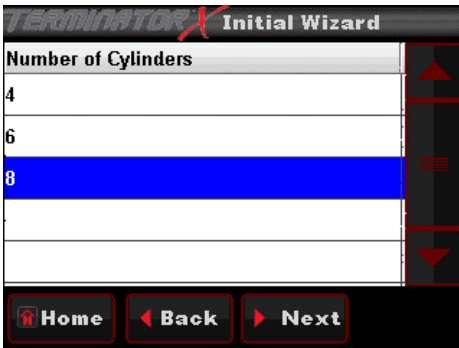 TERMINATOR X Initial Wizard
Number of Cylinders
4
6
8
Home Back Next